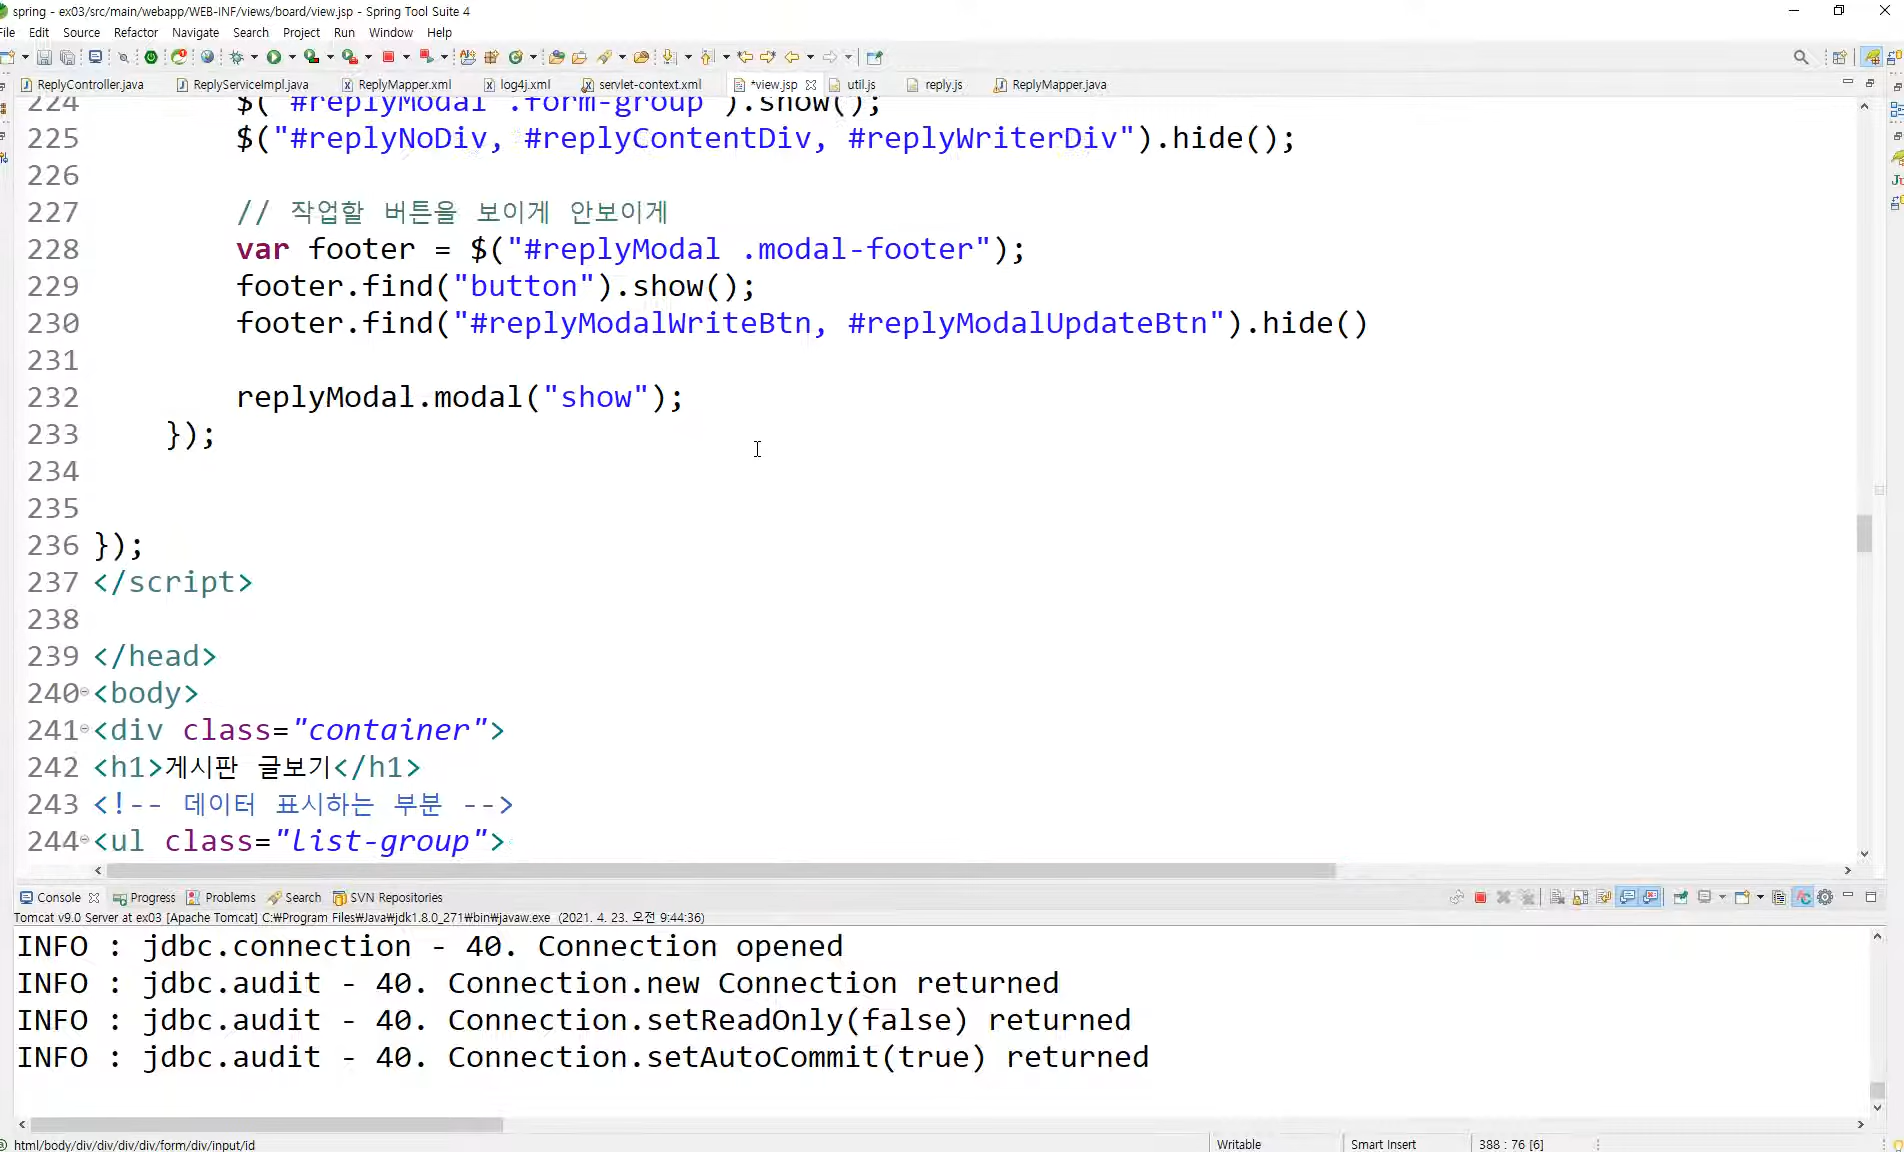 spring - ex03/src/main/webapp/WEB-INF/views/board/view.jsp - Spring Tool Suite 4
File Edit Source Refactor Navigate Search Project Run Window Help
ReplyController.java ReplyServiceImpl.java ReplyMapper.xml log4j.xml servlet-context.xml *view.jsp util.js reply.js ReplyMapper.java
224 $("#replyModal .form-group").show();
225 $("#replyNoDiv, #replyContentDiv, #replyWriterDiv").hide();
226
227 // 작업할 버튼을 보이게 안보이게
228 var footer = $("#replyModal .modal-footer");
229 footer.find("button").show();
230 footer.find("#replyModalWriteBtn, #replyModalUpdateBtn").hide()
231
232 replyModal.modal("show");
233 });
234
235
236 });
237 </script>
238
239 </head>
240 <body>
241 <div class="container">
242 <h1>게시판 글보기</h1>
243 <!-- 데이터 표시하는 부분 -->
244 <ul class="list-group">
Console Progress Problems Search SVN Repositories
Tomcat v9.0 Server at ex03 [Apache Tomcat] C:₩Program Files₩Java₩jdk1.8.0_271₩bin₩javaw.exe (2021. 4. 23. 오전 9:44:36)
INFO : jdbc.connection - 40. Connection opened
INFO : jdbc.audit - 40. Connection.new Connection returned
INFO : jdbc.audit - 40. Connection.setReadOnly(false) returned
INFO : jdbc.audit - 40. Connection.setAutoCommit(true) returned
html/body/div/div/div/div/form/div/input/id Writable Smart Insert 388 : 76 [6]